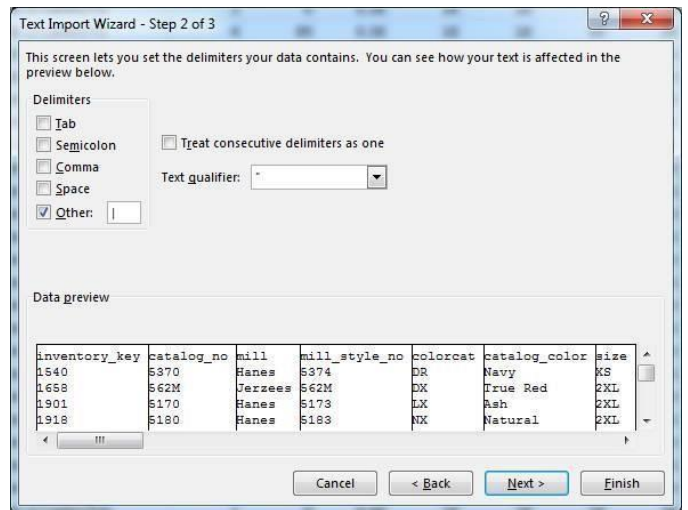 Text Import Wizard - Step 2 of 3
This screen lets you set the delimiters your data contains. You can see how your text is affected in the
preview below.
Delimiters
Tab
Semicolon
Comma
Space
Other: |
Treat consecutive delimiters as one
Text qualifier: "
Data preview
inventory_key catalog_no mill mill_style_no colorcat catalog_color size
1540 5370 Hanes 5374 DR Navy XS
1658 562M Jerzees 562M DX True Red 2XL
1901 5170 Hanes 5173 LX Ash 2XL
1918 5180 Hanes 5183 NX Natural 2XL
Cancel < Back Next > Finish